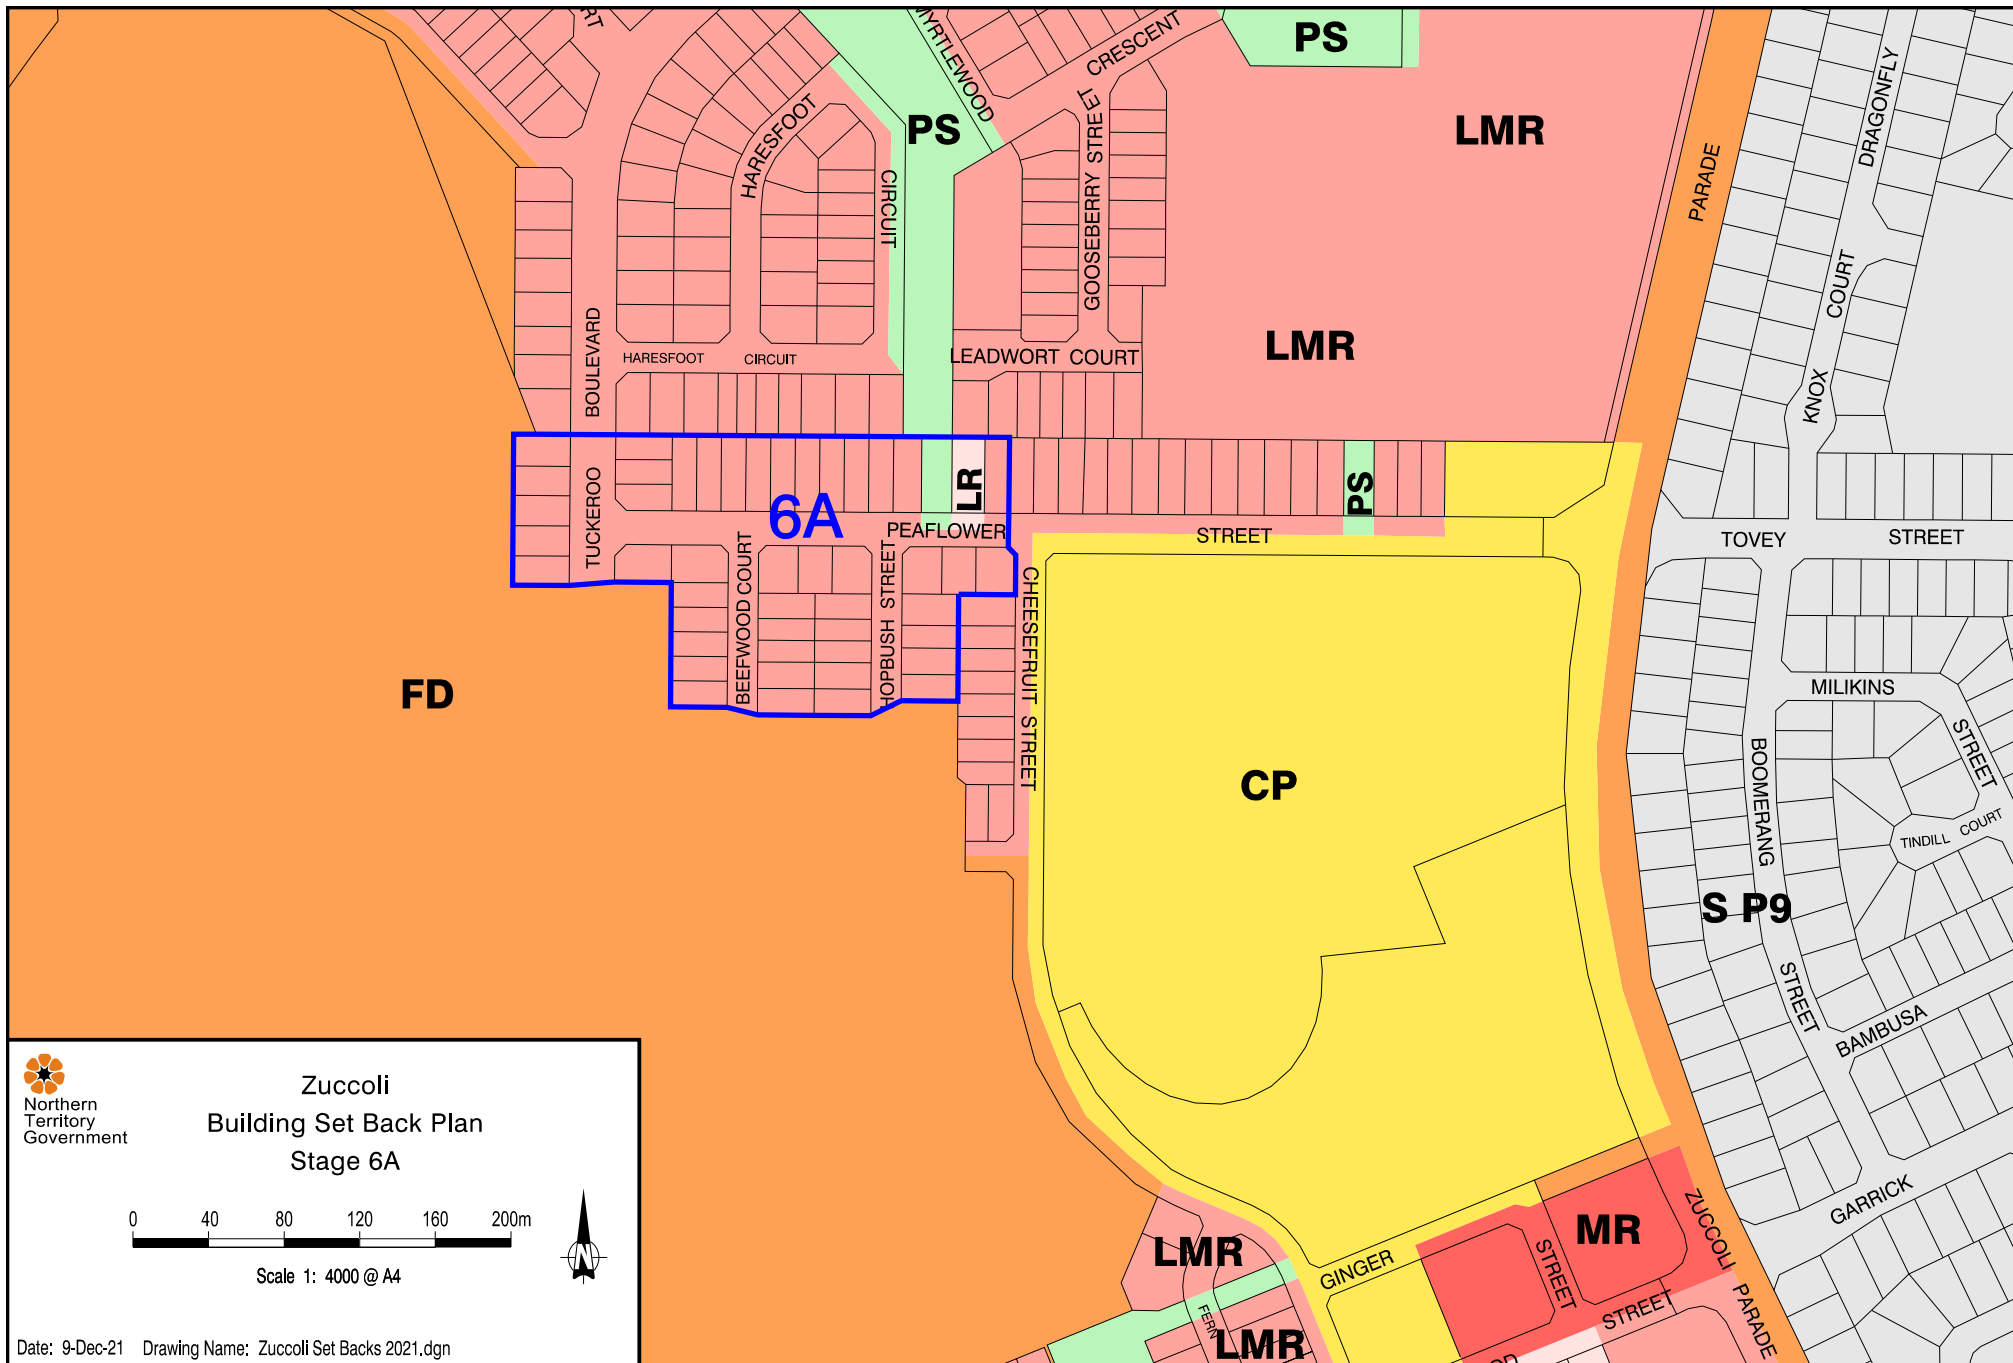 MYRTLEWOOD
CRESCENT
PS
HARESFOOT
CIRCUIT
PS
GOOSEBERRY STREET
LMR
PARADE
DRAGONFLY
KNOX COURT
BOULEVARD
HARESFOOT CIRCUIT
LEADWORT COURT
LMR
TUCKEROO
6A
LR
PEAFLOWER
STREET
PS
TOVEY STREET
BEEFWOOD COURT
HOPBUSH STREET
CHEESEFRUIT STREET
FD
CP
MILIKINS
STREET
BOOMERANG
STREET
TINDILL COURT
S P9
BAMBUSA
GARRICK
LMR
GINGER
STREET
MR
ZUCCOLI PARADE
STREET
FERN
LMR
Northern
Territory
Government
Zuccoli
Building Set Back Plan
Stage 6A
0 40 80 120 160 200m
N
Scale 1: 4000 @ A4
Date: 9-Dec-21 Drawing Name: Zuccoli Set Backs 2021.dgn